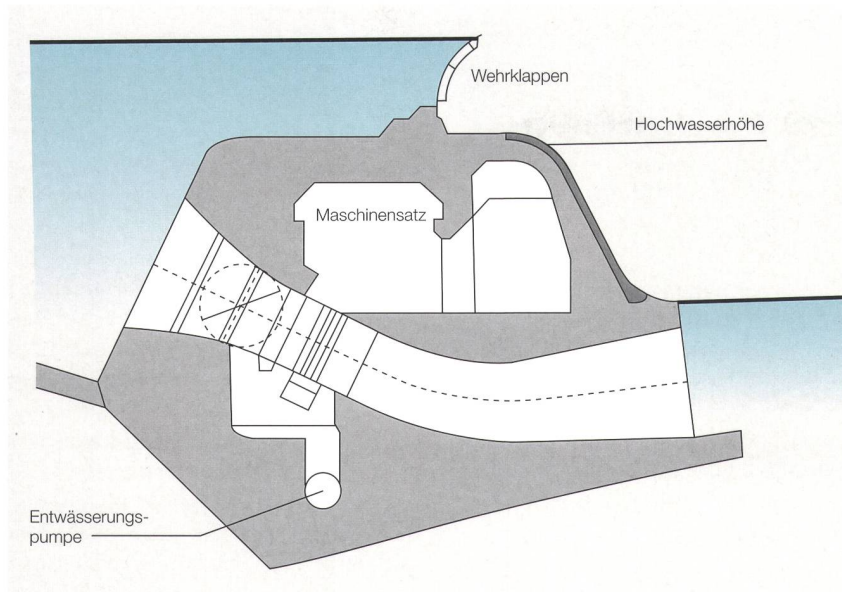 Wehrklappen
Hochwasserhöhe
Maschinensatz
Entwässerungs-
pumpe